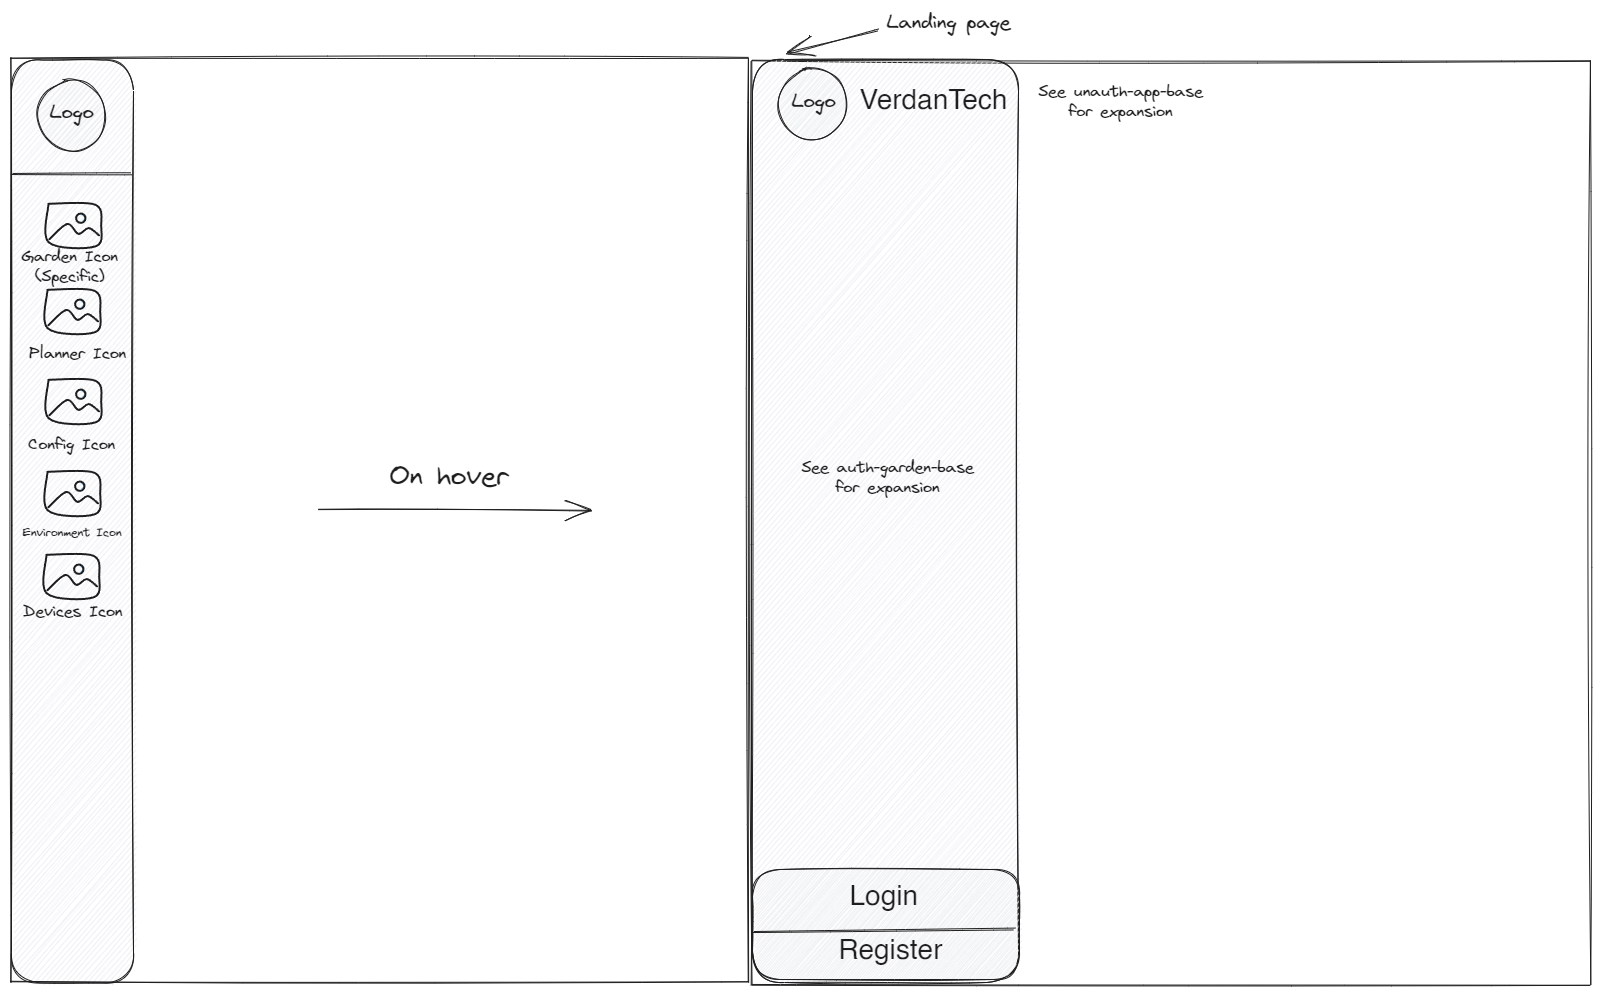 Landing page
Logo
Garden Icon
(Specific)
Planner Icon
Config Icon
Environment Icon
Devices Icon
On hover
Logo
VerdanTech
See unauth-app-base
for expansion
See auth-garden-base
for expansion
Login
Register